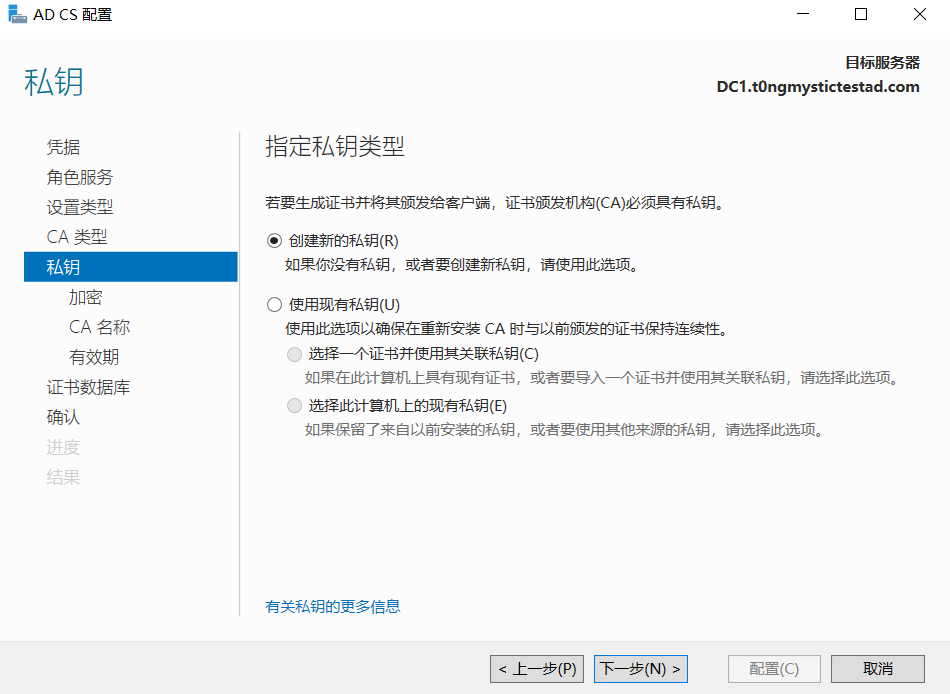 AD CS 配置
私钥
目标服务器
DC1.t0ngmystictestad.com
凭据
角色服务
设置类型
CA 类型
私钥
加密
CA 名称
有效期
证书数据库
确认
进度
结果
指定私钥类型
若要生成证书并将其颁发给客户端，证书颁发机构(CA)必须具有私钥。
创建新的私钥(R)
如果你没有私钥，或者要创建新私钥，请使用此选项。
使用现有私钥(U)
使用此选项以确保在重新安装 CA 时与以前颁发的证书保持连续性。
选择一个证书并使用其关联私钥(C)
如果在此计算机上具有现有证书，或者要导入一个证书并使用其关联私钥，请选择此选项。
选择此计算机上的现有私钥(E)
如果保留了来自以前安装的私钥，或者要使用其他来源的私钥，请选择此选项。
有关私钥的更多信息
< 上一步(P)
下一步(N) >
配置(C)
取消